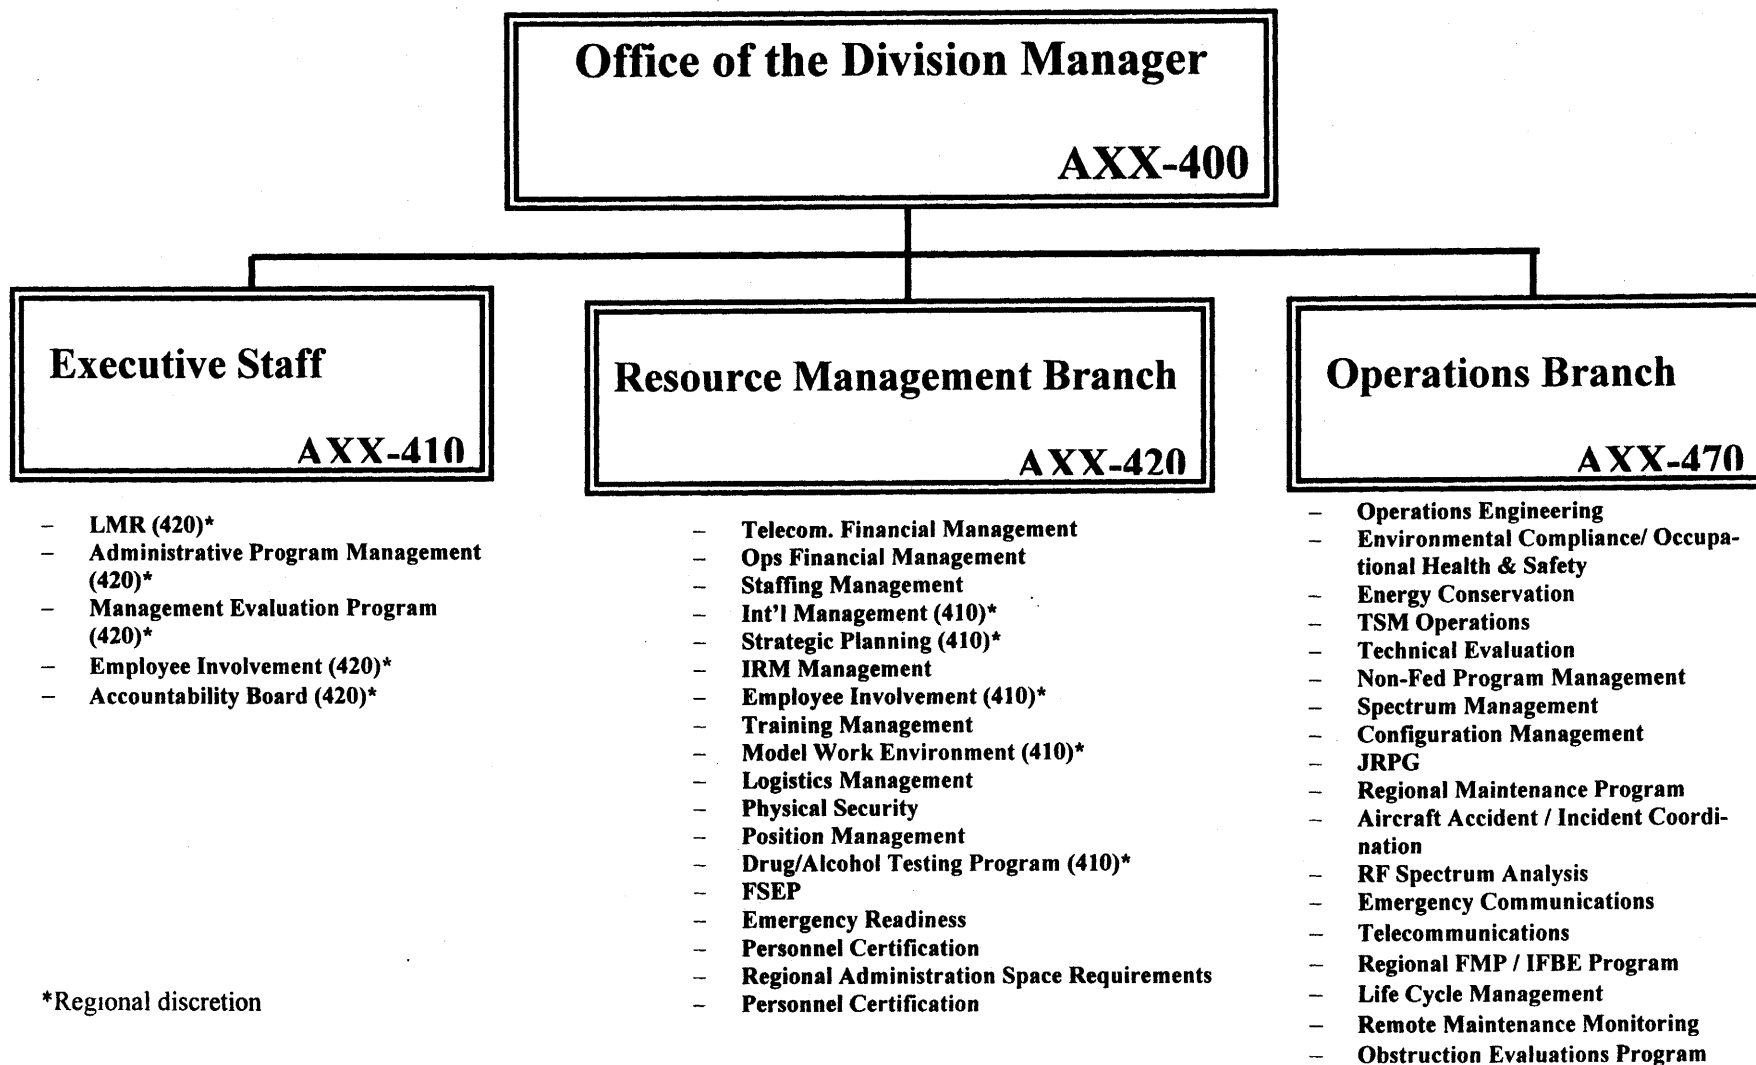 Office of the Division Manager
AXX-400
Executive Staff
AXX-410
– LMR (420)*
– Administrative Program Management
(420)*
– Management Evaluation Program
(420)*
– Employee Involvement (420)*
– Accountability Board (420)*
*Regional discretion
Resource Management Branch
AXX-420
– Telecom. Financial Management
– Ops Financial Management
– Staffing Management
– Int'l Management (410)*
– Strategic Planning (410)*
– IRM Management
– Employee Involvement (410)*
– Training Management
– Model Work Environment (410)*
– Logistics Management
– Physical Security
– Position Management
– Drug/Alcohol Testing Program (410)*
– FSEP
– Emergency Readiness
– Personnel Certification
– Regional Administration Space Requirements
– Personnel Certification
Operations Branch
AXX-470
– Operations Engineering
– Environmental Compliance/ Occupa-
tional Health & Safety
– Energy Conservation
– TSM Operations
– Technical Evaluation
– Non-Fed Program Management
– Spectrum Management
– Configuration Management
– JRPG
– Regional Maintenance Program
– Aircraft Accident / Incident Coordi-
nation
– RF Spectrum Analysis
– Emergency Communications
– Telecommunications
– Regional FMP / IFBE Program
– Life Cycle Management
– Remote Maintenance Monitoring
– Obstruction Evaluations Program